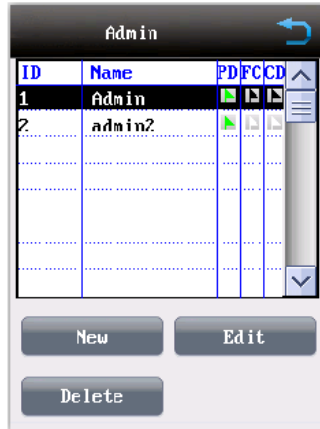 Admin
ID Name PD FC CD
1 Admin
2 admin2
New Edit
Delete